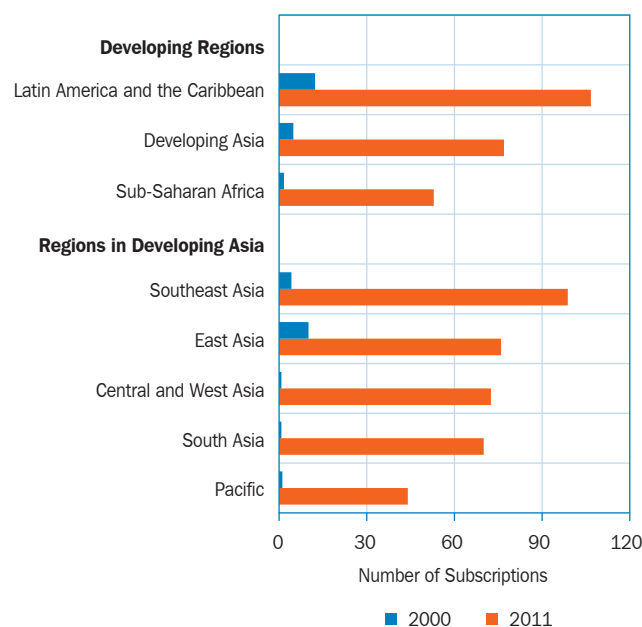 Developing Regions
Latin America and the Caribbean
Developing Asia
Sub-Saharan Africa
Regions in Developing Asia
Southeast Asia
East Asia
Central and West Asia
South Asia
Pacific
0 30 60 90 120
Number of Subscriptions
2000 2011